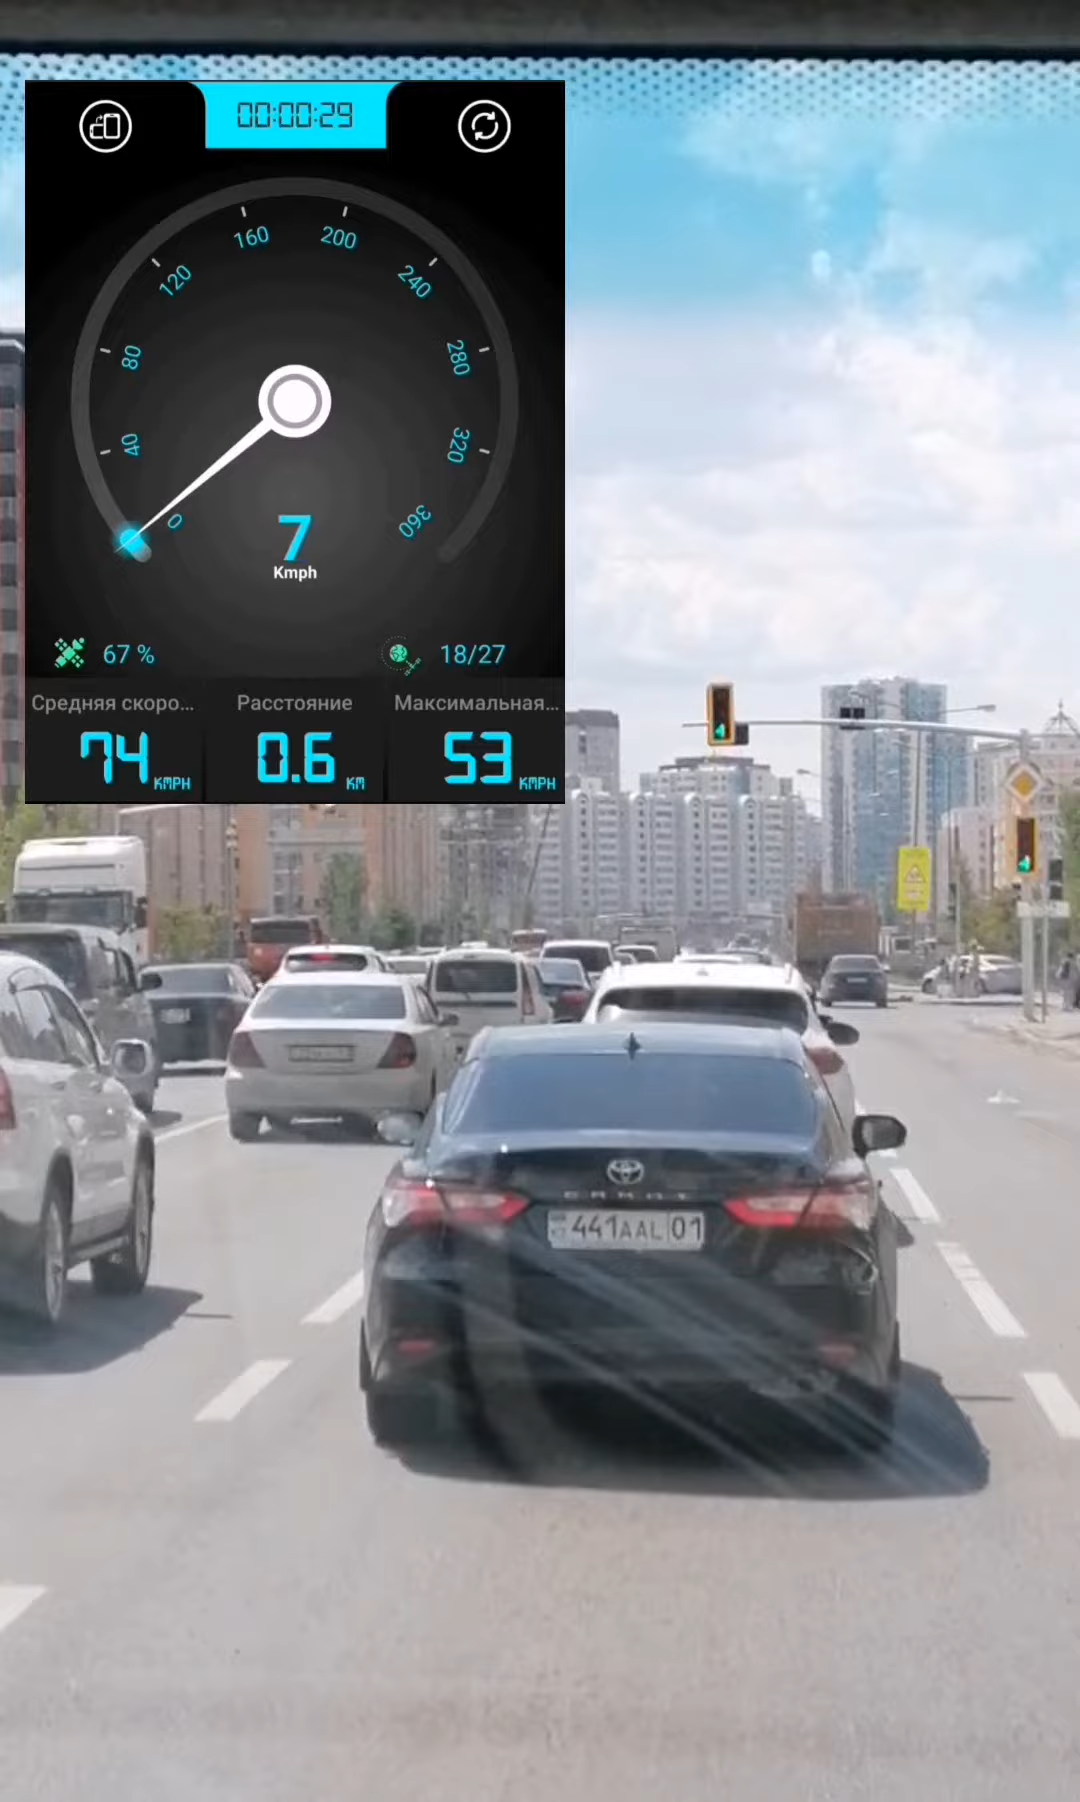 00:00:29
160
200
120
240
80
280
40
320
0
360
7
Kmph
67 %
18/27
Средняя скоро...
Расстояние
Максимальная...
74 KMPH
0.6 KM
53 KMPH
CAMRY
441AAL 01